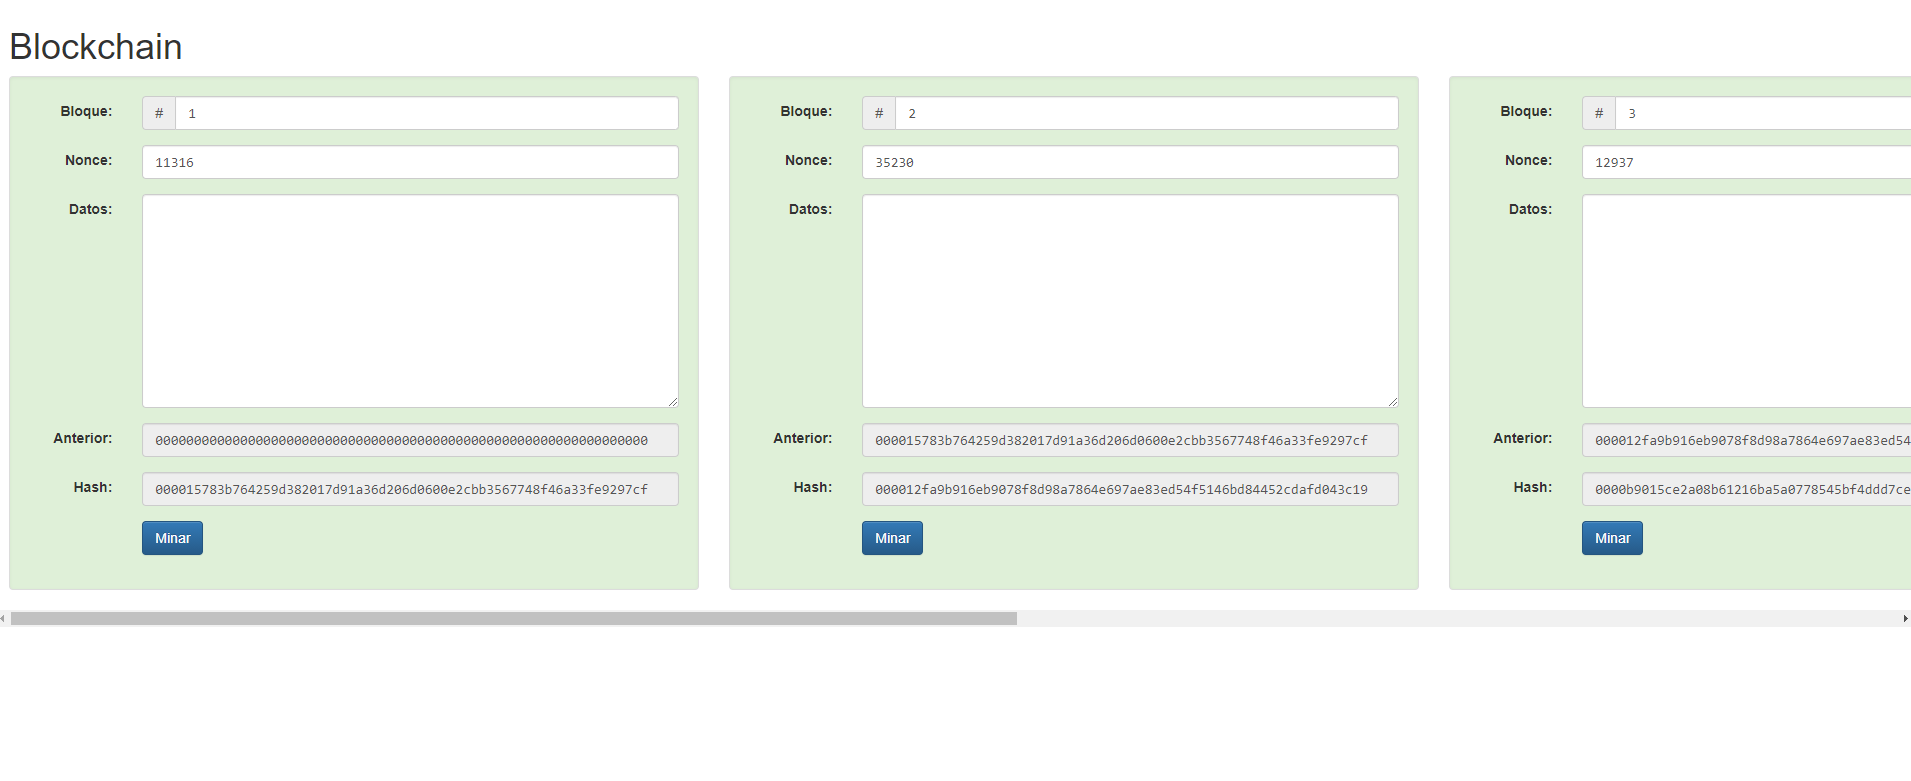 Blockchain
Bloque: # 1
Nonce: 11316
Datos:
Anterior: 0000000000000000000000000000000000000000000000000000000000000000
Hash: 000015783b764259d382017d91a36d206d0600e2cbb3567748f46a33fe9297cf
Minar
Bloque: # 2
Nonce: 35230
Datos:
Anterior: 000015783b764259d382017d91a36d206d0600e2cbb3567748f46a33fe9297cf
Hash: 000012fa9b916eb9078f8d98a7864e697ae83ed54f5146bd84452cdafd043c19
Minar
Bloque: # 3
Nonce: 12937
Datos:
Anterior: 000012fa9b916eb9078f8d98a7864e697ae83ed54
Hash: 0000b9015ce2a08b61216ba5a0778545bf4ddd7ce
Minar